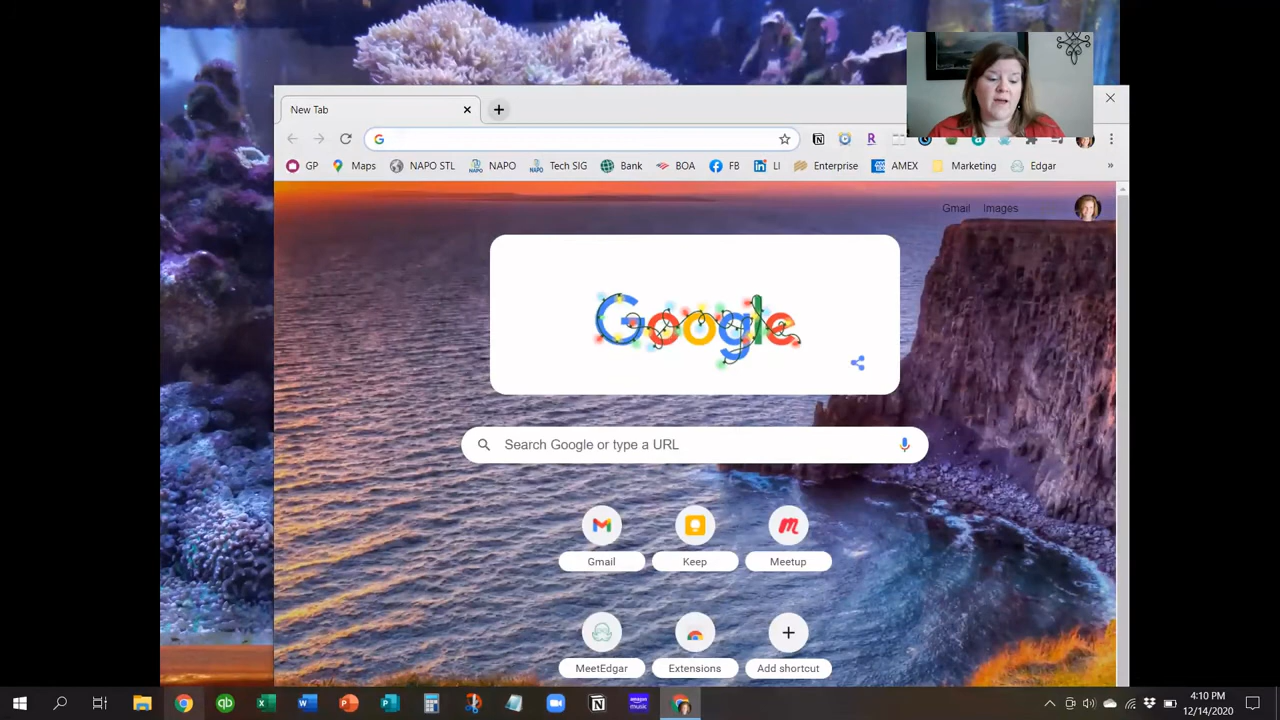 New Tab
GP Maps NAPO STL NAPO Tech SIG Bank BOA FB LI Enterprise AMEX Marketing Edgar »
Gmail Images
Google
Search Google or type a URL
Gmail Keep Meetup
MeetEdgar Extensions Add shortcut
4:10 PM
12/14/2020